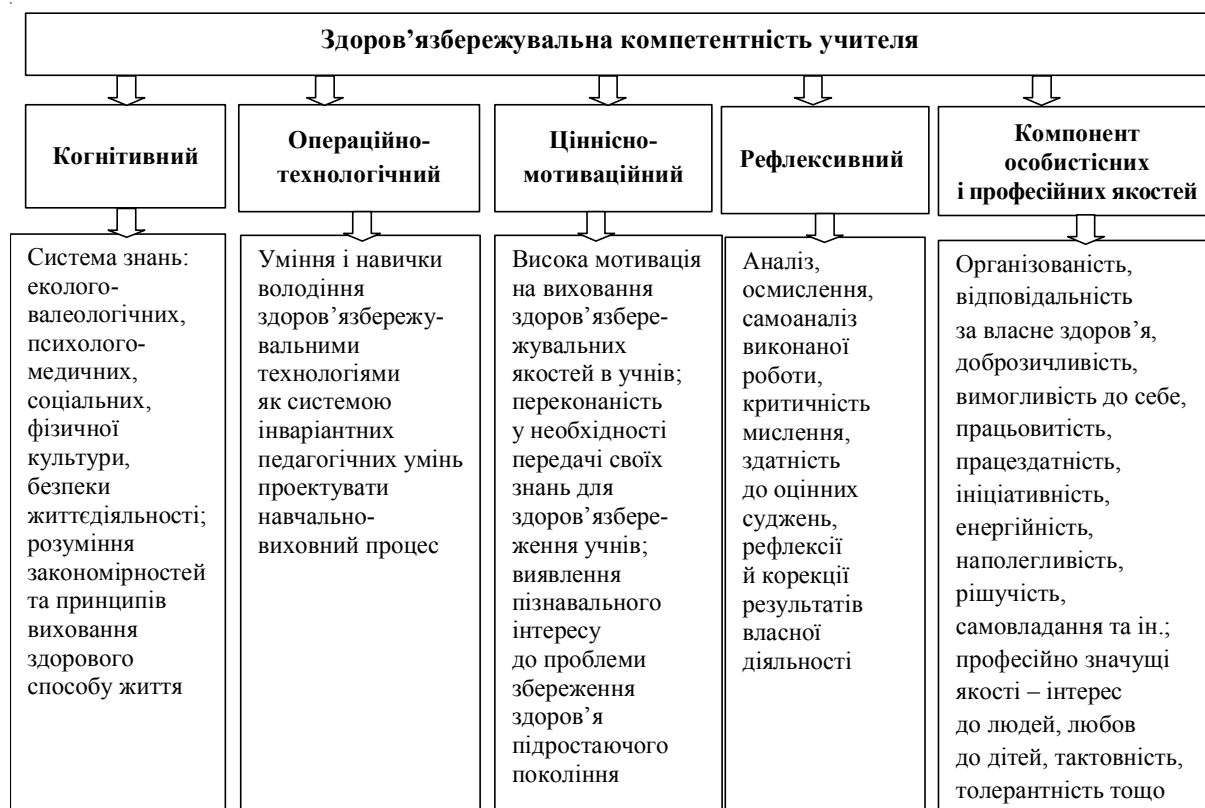 Здоров’язбережувальна компетентність учителя
Когнітивний
Операційно-
технологічний
Ціннісно-
мотиваційний
Рефлексивний
Компонент
особистісних
і професійних якостей
Система знань:
еколого-
валеологічних,
психолого-
медичних,
соціальних,
фізичної
культури,
безпеки
життєдіяльності;
розуміння
закономірностей
та принципів
виховання
здорового
способу життя
Уміння і навички
володіння
здоров’язбережу-
вальними
технологіями
як системою
інваріантних
педагогічних умінь
проектувати
навчально-
виховний процес
Висока мотивація
на виховання
здоров’язбере-
жувальних
якостей в учнів;
переконаність
у необхідності
передачі своїх
знань для
здоров’язбере-
ження учнів;
виявлення
пізнавального
інтересу
до проблеми
збереження
здоров’я
підростаючого
покоління
Аналіз,
осмислення,
самоаналіз
виконаної
роботи,
критичність
мислення,
здатність
до оцінних
суджень,
рефлексії
й корекції
результатів
власної
діяльності
Організованість,
відповідальність
за власне здоров’я,
доброзичливість,
вимогливість до себе,
працьовитість,
працездатність,
ініціативність,
енергійність,
наполегливість,
рішучість,
самовладання та ін.;
професійно значущі
якості – інтерес
до людей, любов
до дітей, тактовність,
толерантність тощо